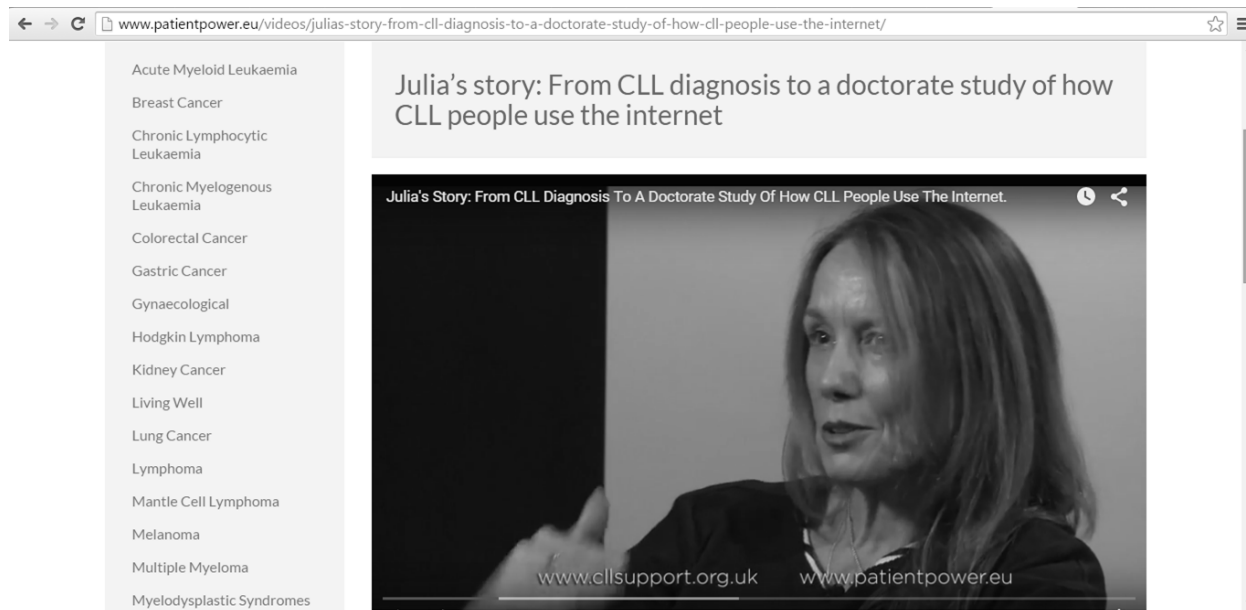 www.patientpower.eu/videos/julias-story-from-cll-diagnosis-to-a-doctorate-study-of-how-cll-people-use-the-internet/
Acute Myeloid Leukaemia
Breast Cancer
Chronic Lymphocytic
Leukaemia
Chronic Myelogenous
Leukaemia
Colorectal Cancer
Gastric Cancer
Gynaecological
Hodgkin Lymphoma
Kidney Cancer
Living Well
Lung Cancer
Lymphoma
Mantle Cell Lymphoma
Melanoma
Multiple Myeloma
Myelodysplastic Syndromes
Julia’s story: From CLL diagnosis to a doctorate study of how
CLL people use the internet
Julia's Story: From CLL Diagnosis To A Doctorate Study Of How CLL People Use The Internet.
www.cllsupport.org.uk www.patientpower.eu